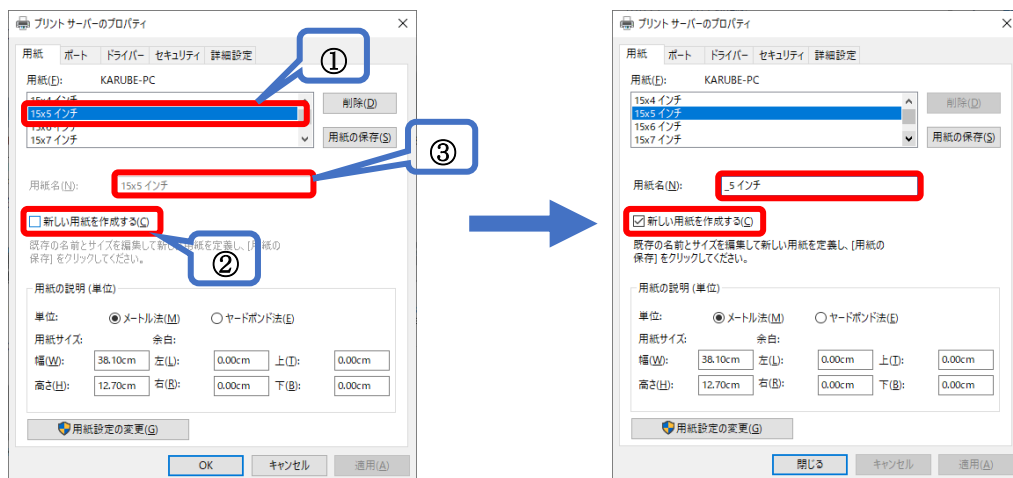 プリント サーバーのプロパティ
用紙 ポート ドライバー セキュリティ 詳細設定
①
用紙(F): KARUBE-PC
15x4 インチ
15x5 インチ
15x6 インチ
15x7 インチ
削除(D)
用紙の保存(S)
③
用紙名(N): 15x5 インチ
新しい用紙を作成する(C)
既存の名前とサイズを編集して新しい用紙を定義し、[用紙の
保存] をクリックしてください。
②
用紙の説明 (単位)
単位: メートル法(M) ヤードポンド法(E)
用紙サイズ: 余白:
幅(W): 38.10cm 左(L): 0.00cm 上(T): 0.00cm
高さ(H): 12.70cm 右(R): 0.00cm 下(B): 0.00cm
用紙設定の変更(G)
OK キャンセル 適用(A)
プリント サーバーのプロパティ
用紙 ポート ドライバー セキュリティ 詳細設定
用紙(F): KARUBE-PC
15x4 インチ
15x5 インチ
15x6 インチ
15x7 インチ
削除(D)
用紙の保存(S)
用紙名(N): _5 インチ
新しい用紙を作成する(C)
既存の名前とサイズを編集して新しい用紙を定義し、[用紙の
保存] をクリックしてください。
用紙の説明 (単位)
単位: メートル法(M) ヤードポンド法(E)
用紙サイズ: 余白:
幅(W): 38.10cm 左(L): 0.00cm 上(T): 0.00cm
高さ(H): 12.70cm 右(R): 0.00cm 下(B): 0.00cm
用紙設定の変更(G)
閉じる キャンセル 適用(A)